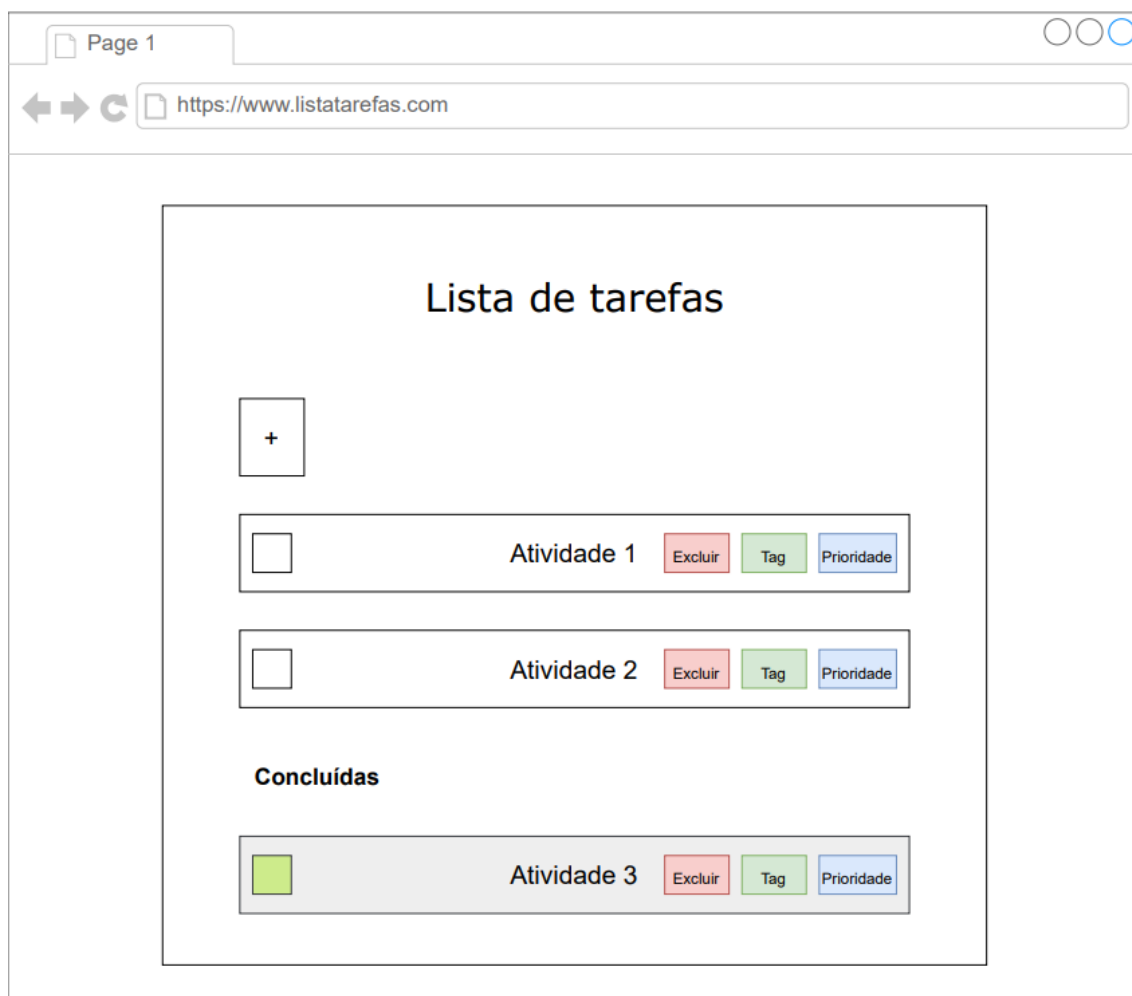 Page 1
https://www.listatarefas.com
Lista de tarefas
+
Atividade 1 Excluir Tag Prioridade
Atividade 2 Excluir Tag Prioridade
Concluídas
Atividade 3 Excluir Tag Prioridade